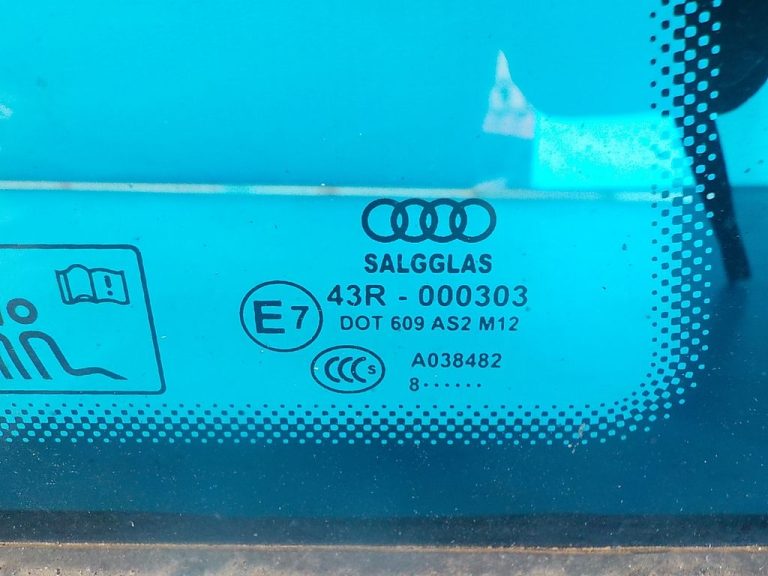 SALGGLAS
E7
43R - 000303
DOT 609 AS2 M12
CCC S
A038482
8······